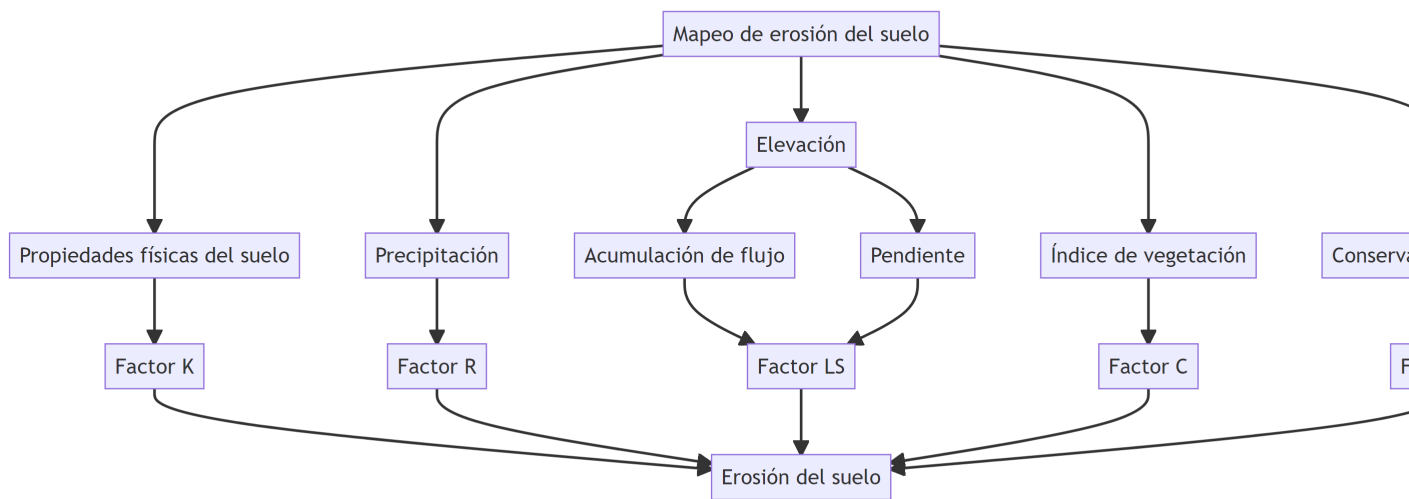 Mapeo de erosión del suelo
Elevación
Propiedades físicas del suelo
Precipitación
Acumulación de flujo
Pendiente
Índice de vegetación
Factor K
Factor R
Factor LS
Factor C
Erosión del suelo